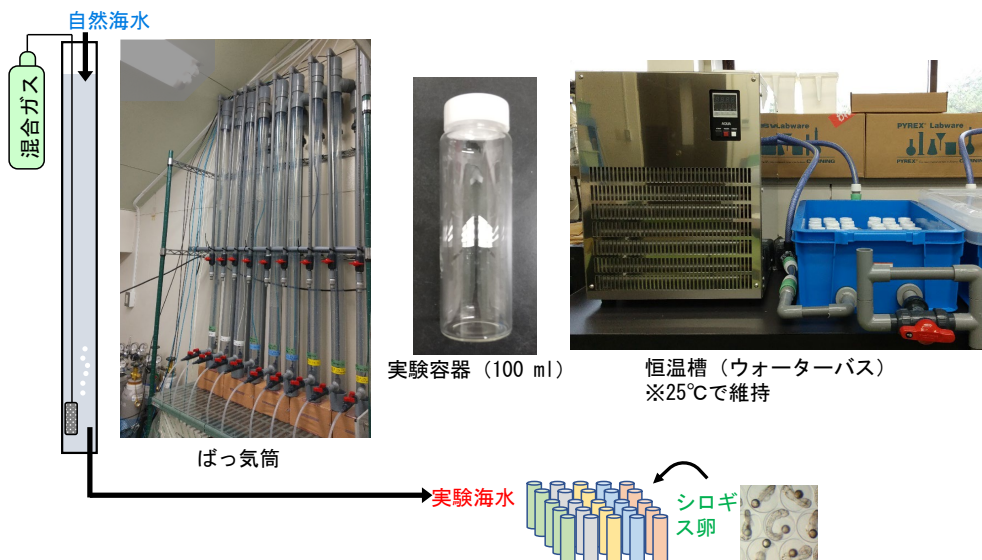 自然海水
混合ガス
ばっ気筒
実験容器（100 ml）
PYREX® Labware
恒温槽（ウォーターバス）
※25℃で維持
実験海水
シロギ
ス卵